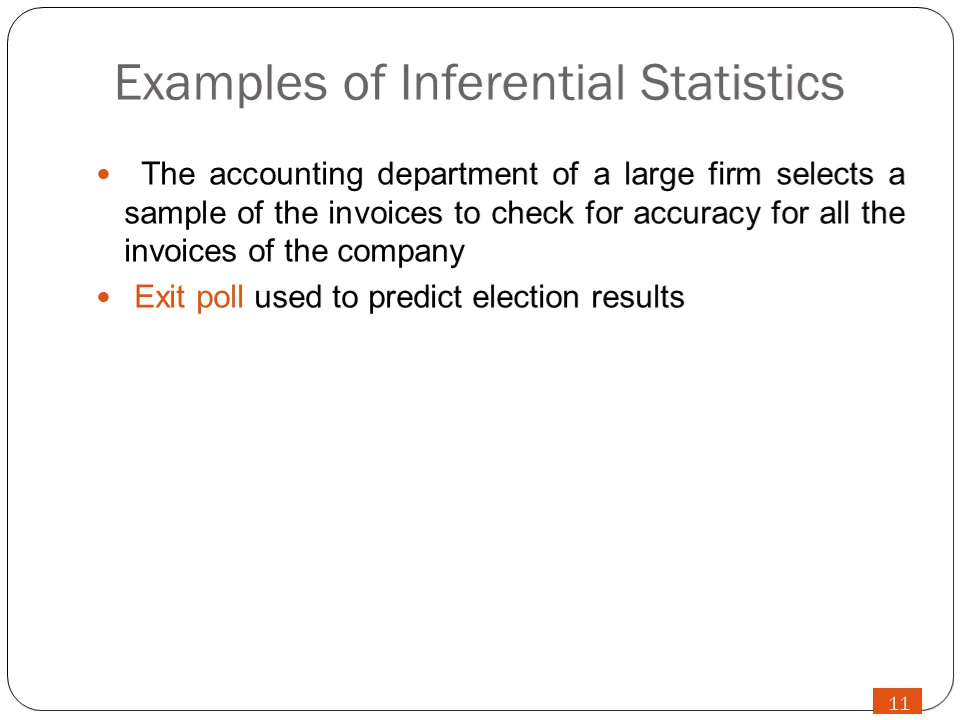 Examples of Inferential Statistics
• The accounting department of a large firm selects a
sample of the invoices to check for accuracy for all the
invoices of the company
• Exit poll used to predict election results
11